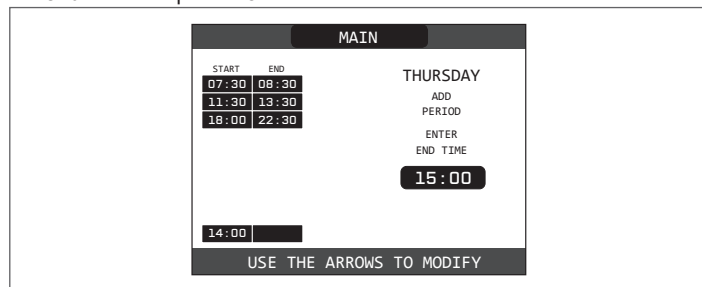 MAIN
START END
07:30 08:30
11:30 13:30
18:00 22:30
14:00
THURSDAY
ADD
PERIOD
ENTER
END TIME
15:00
USE THE ARROWS TO MODIFY